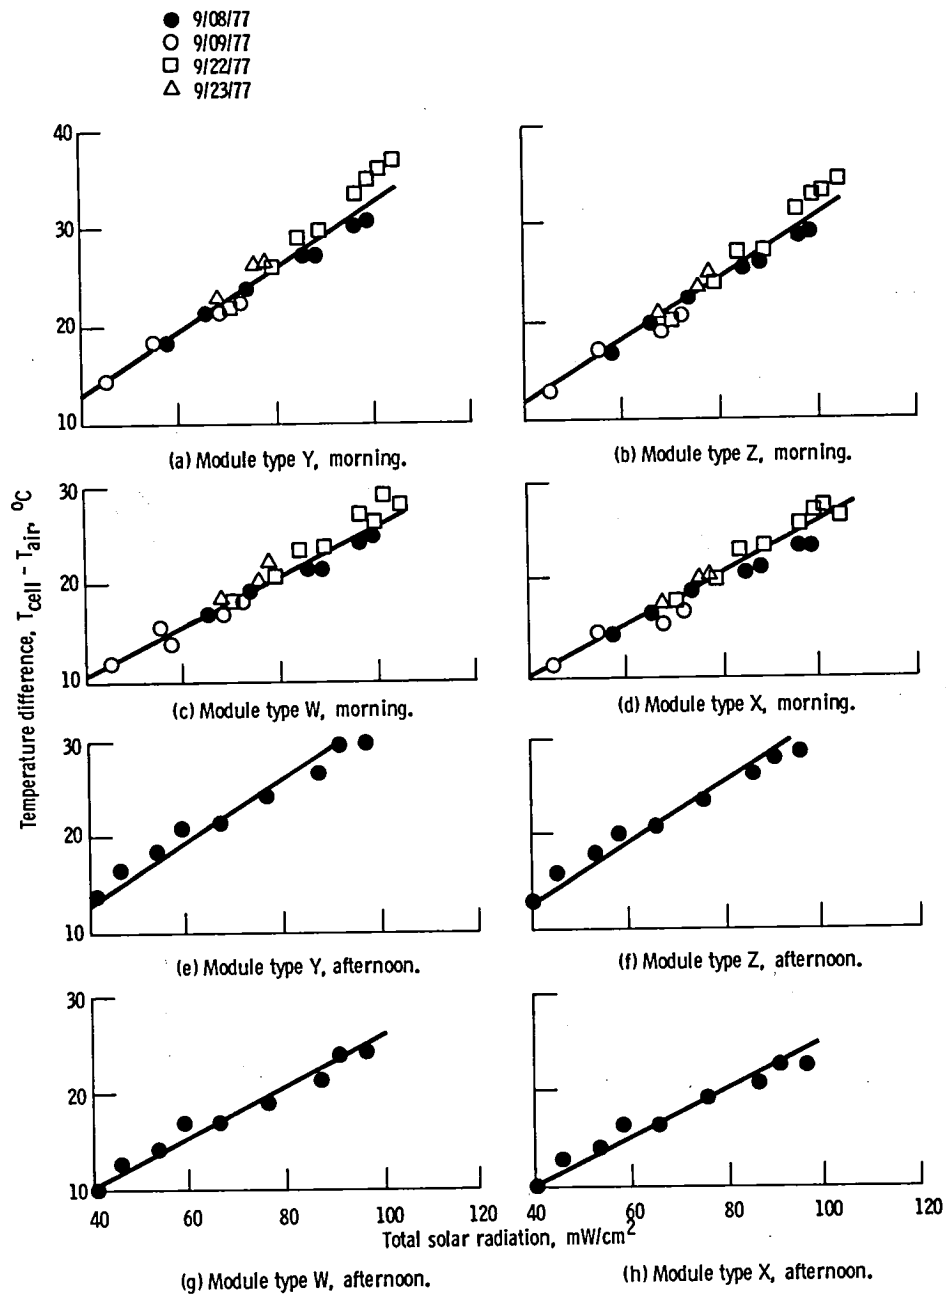 9/08/77
9/09/77
9/22/77
9/23/77
40
30
20
10
(a) Module type Y, morning.
(b) Module type Z, morning.
Temperature difference, Tcell - Tair, °C
30
20
10
(c) Module type W, morning.
(d) Module type X, morning.
30
20
10
(e) Module type Y, afternoon.
(f) Module type Z, afternoon.
30
20
10
40 60 80 100 120 40 60 80 100 120
Total solar radiation, mW/cm2
(g) Module type W, afternoon.
(h) Module type X, afternoon.